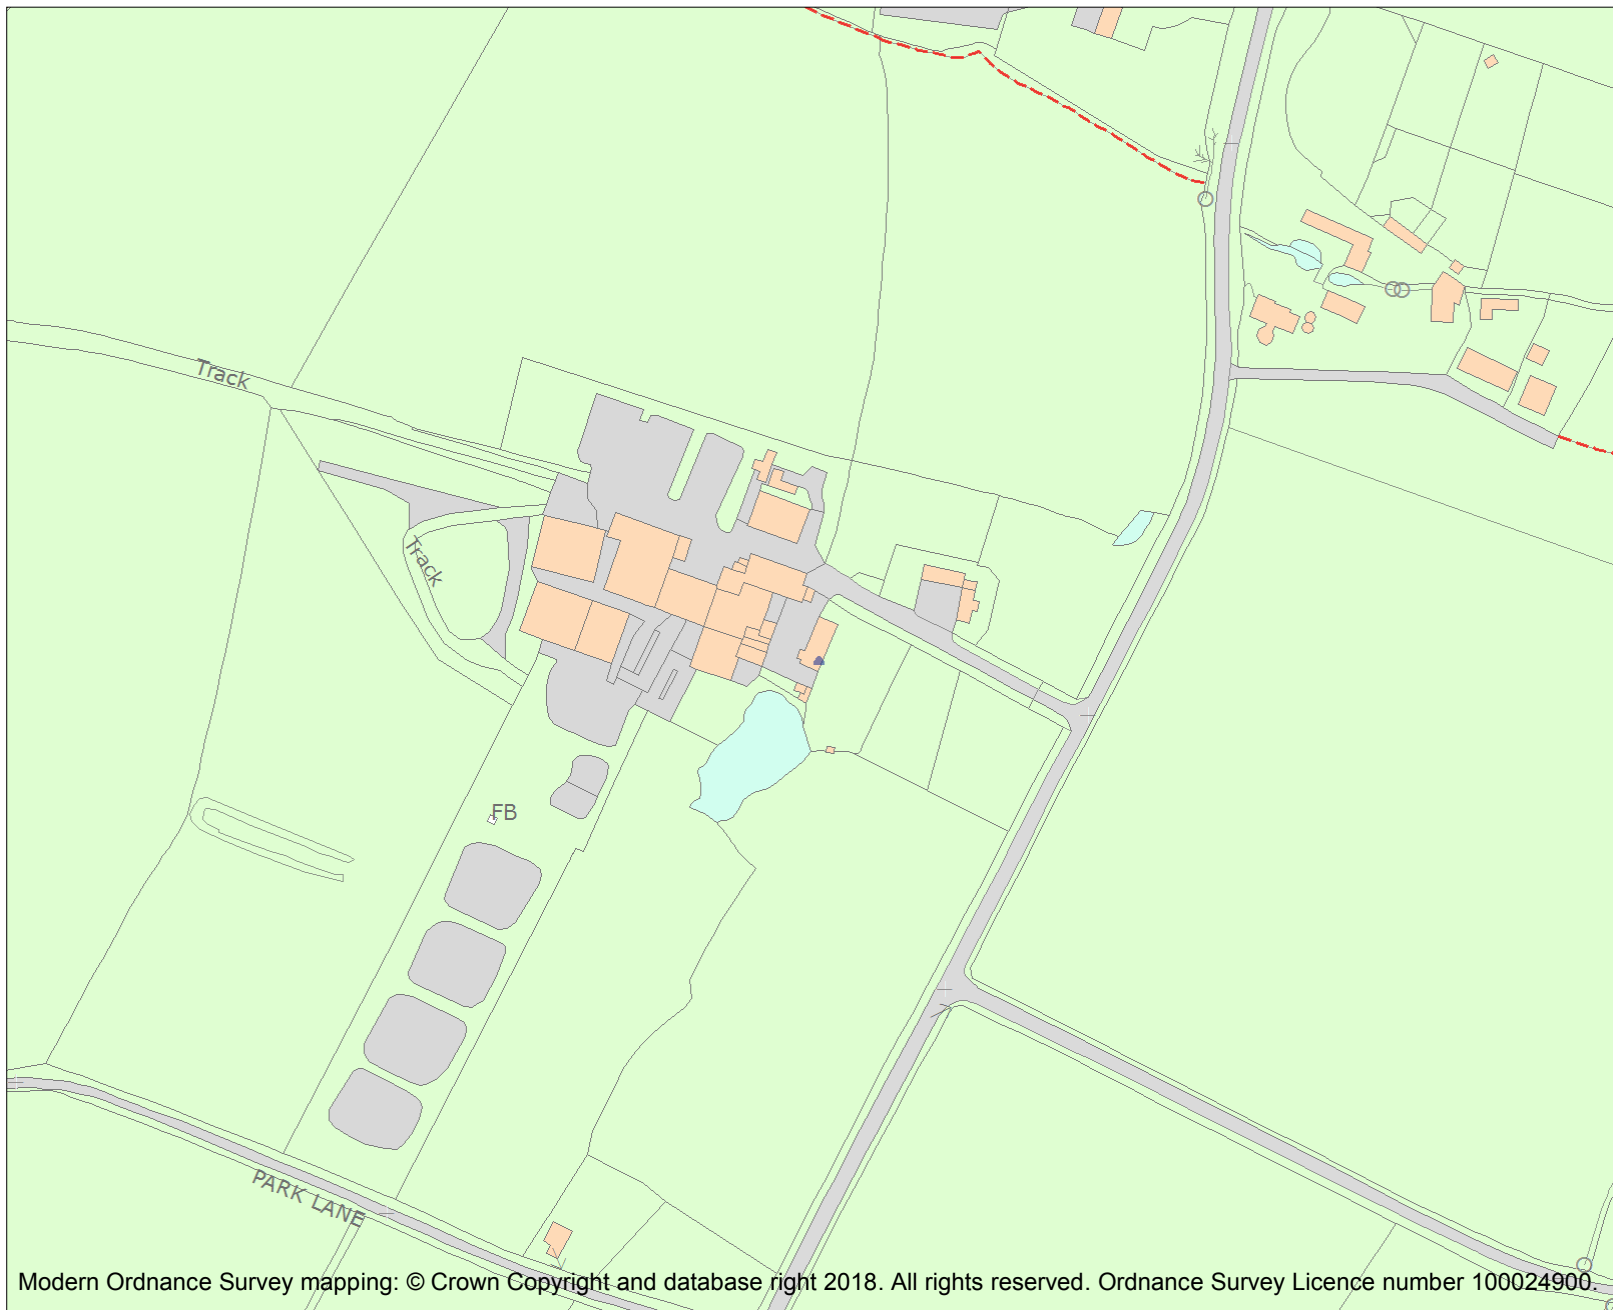 Track
Track
FB
PARK LANE
Modern Ordnance Survey mapping: © Crown Copyright and database right 2018. All rights reserved. Ordnance Survey Licence number 100024900.